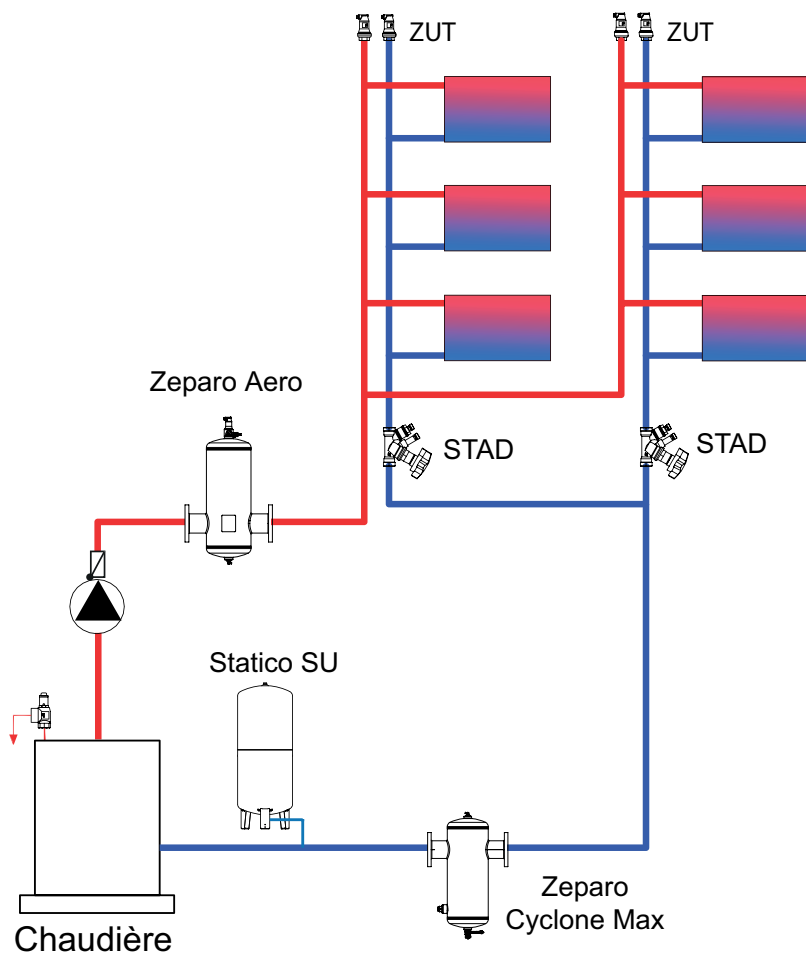 ZUT
ZUT
Zeparo Aero
STAD
STAD
Statico SU
Zeparo
Cyclone Max
Chaudière